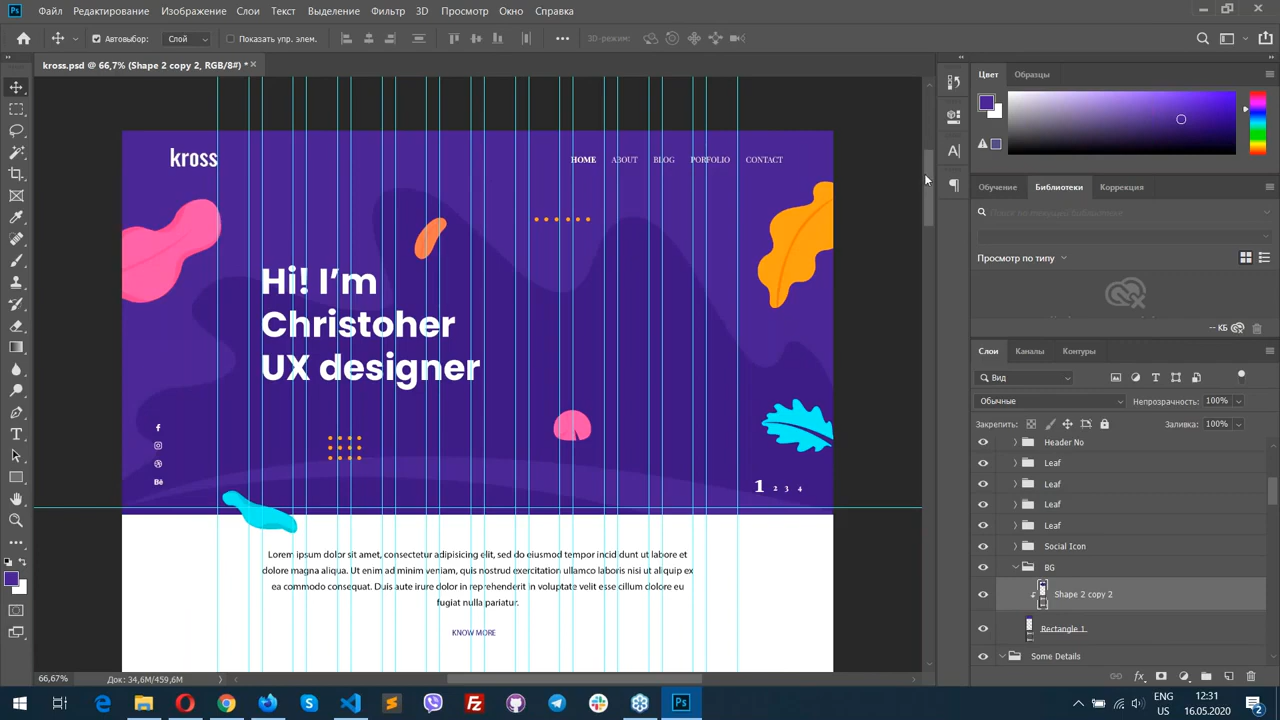 Файл Редактирование Изображение Слои Текст Выделение Фильтр 3D Просмотр Окно Справка
Автовыбор: Слой Показать упр. элем. 3D-режим:
kross.psd @ 66,7% (Shape 2 copy 2, RGB/8#) *
kross
HOME ABOUT BLOG PORFOLIO CONTACT
Hi! I'm
Christoher
UX designer
1 2 3 4
Lorem ipsum dolor sit amet, consectetur adipisicing elit, sed do eiusmod tempor incid dunt ut labore et
dolore magna aliqua. Ut enim ad minim veniam, quis nostrud exercitation ullamco laboris nisi ut aliquip ex
ea commodo consequat. Duis aute irure dolor in reprehenderit in voluptate velit esse cillum dolore eu
fugiat nulla pariatur.
KNOW MORE
66,67% Док: 34,6M/459,6M
Цвет Образцы
Обучение Библиотеки Коррекция
Поиск по текущей библиотеке
Просмотр по типу
-- КБ
Слои Каналы Контуры
Вид
Обычные Непрозрачность: 100%
Закрепить: Заливка: 100%
Header No
Leaf
Leaf
Leaf
Leaf
Social Icon
BG
Shape 2 copy 2
Rectangle 1
Some Details
ENG
US
12:31
16.05.2020
2